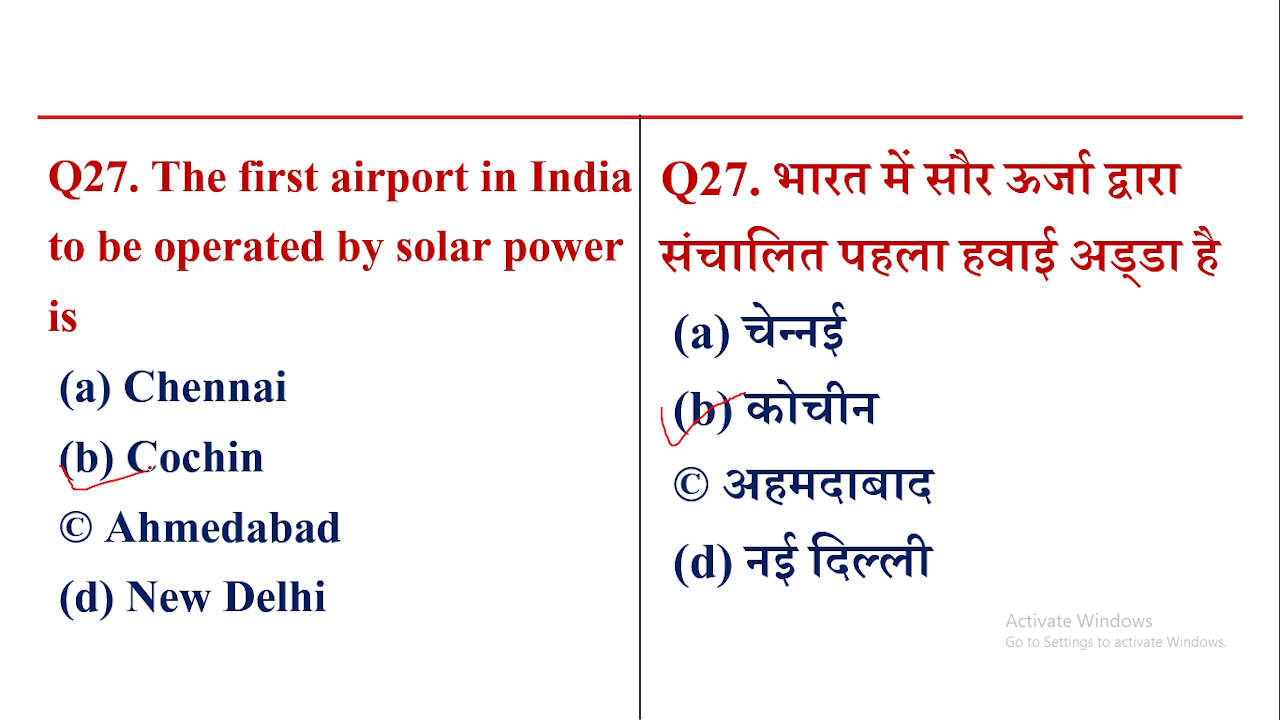 Q27. The first airport in India
to be operated by solar power
is
(a) Chennai
(b) Cochin
© Ahmedabad
(d) New Delhi
Q27. भारत में सौर ऊर्जा द्वारा
संचालित पहला हवाई अड्डा है
(a) चेन्नई
(b) कोचीन
© अहमदाबाद
(d) नई दिल्ली
Activate Windows
Go to Settings to activate Windows.